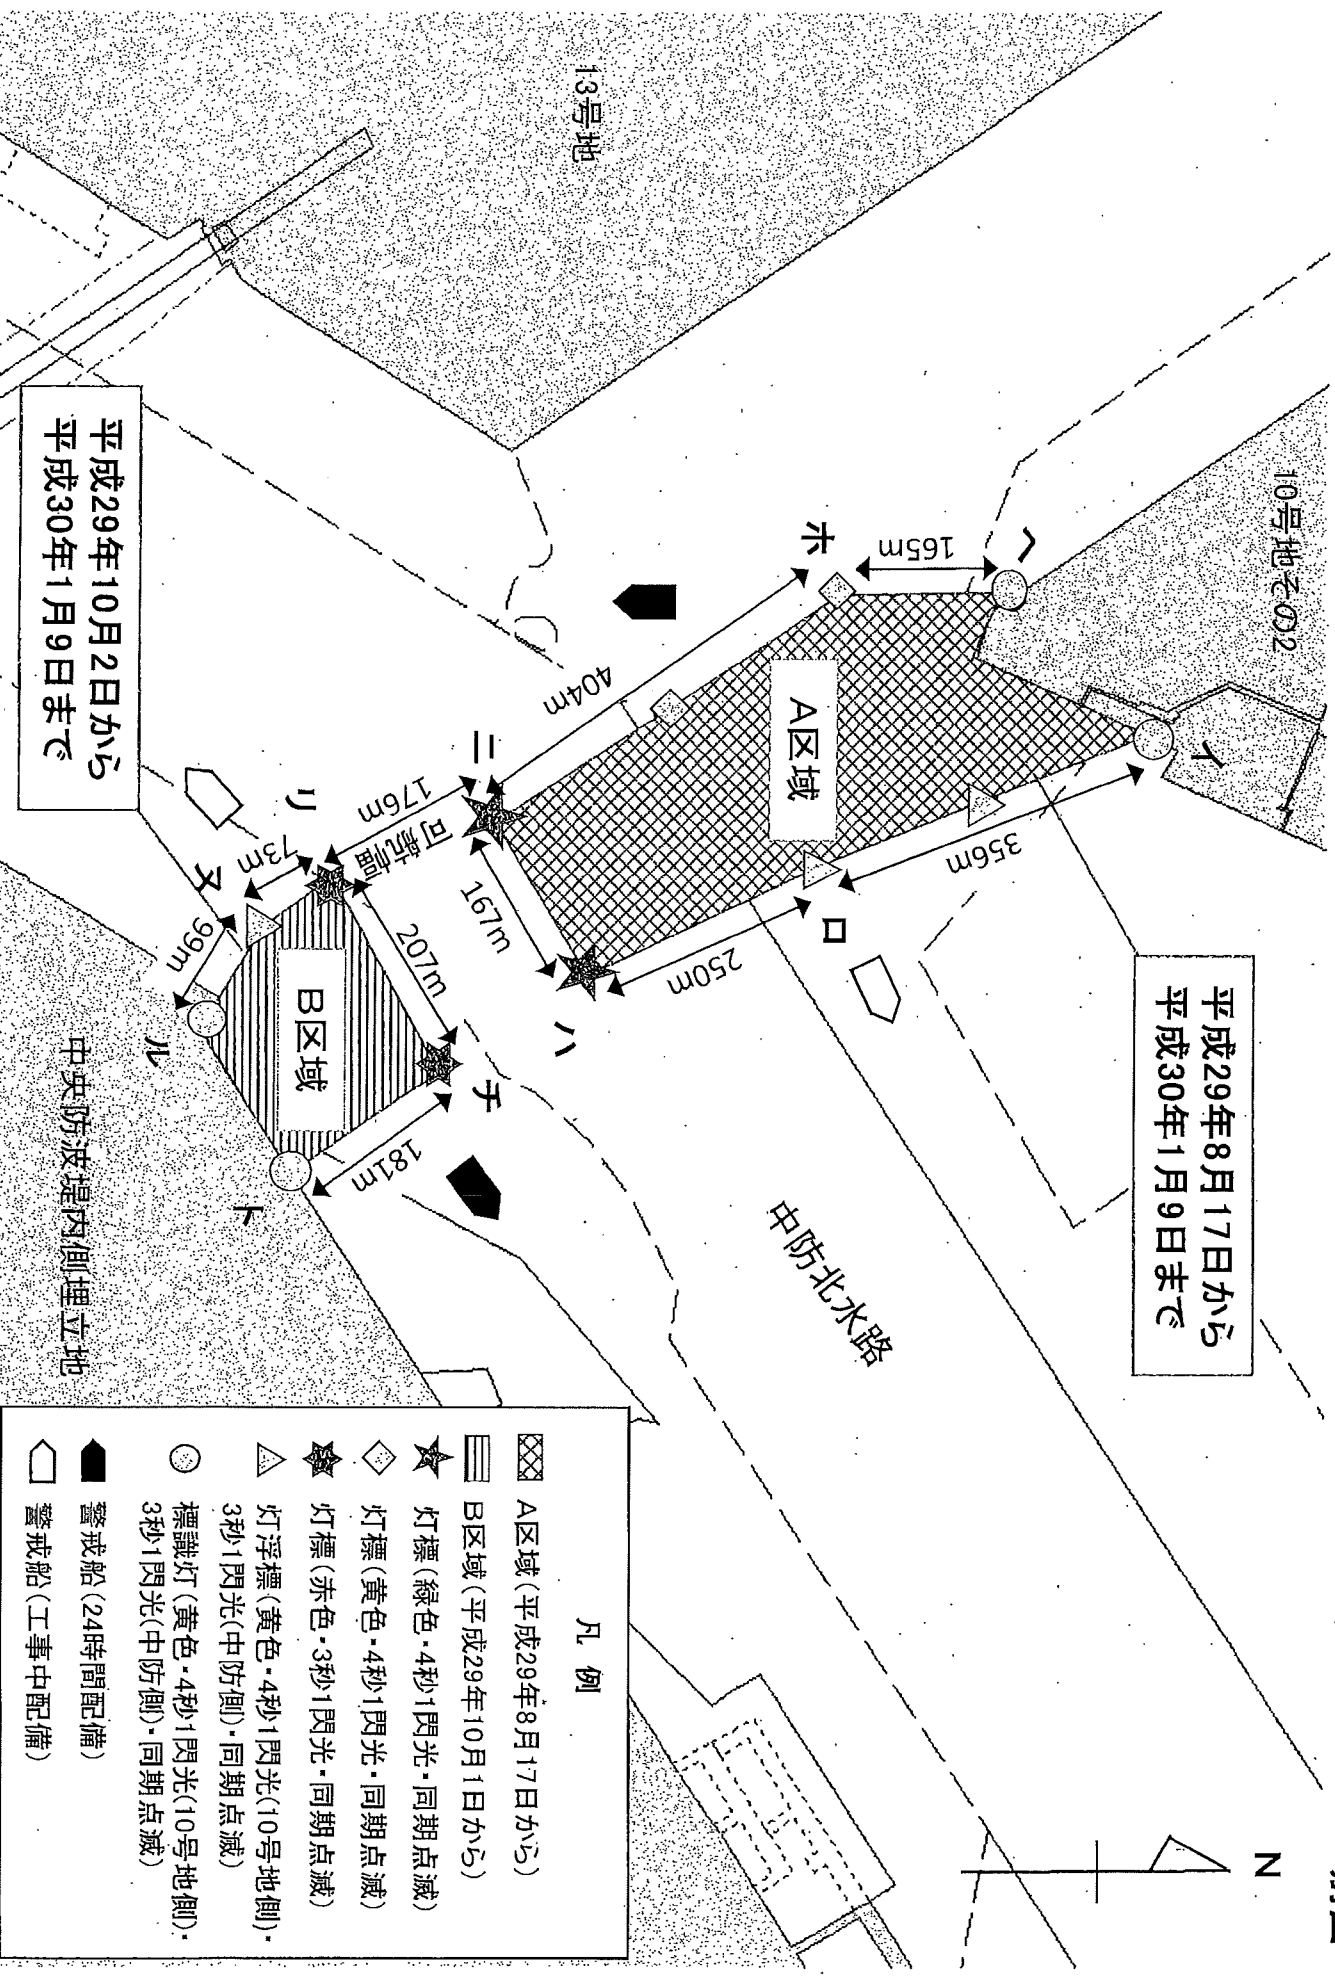 N
13号地
10号地その2
平成29年8月17日から
平成30年1月9日まで
平成29年10月2日から
平成30年1月9日まで
イ
ロ
ハ
ニ
ホ
ヘ
ト
チ
リ
ヌ
ル
165m
404m
356m
250m
167m
176m
可航幅
73m
99m
207m
181m
A区域
B区域
中防北水路
中央防波堤内側埋立地
凡 例
A区域(平成29年8月17日から)
B区域(平成29年10月1日から)
灯標(緑色・4秒1閃光・同期点滅)
灯標(黄色・4秒1閃光・同期点滅)
灯標(赤色・3秒1閃光・同期点滅)
灯浮標(黄色・4秒1閃光(10号地側)・
3秒1閃光(中防側)・同期点滅)
標識灯(黄色・4秒1閃光(10号地側)・
3秒1閃光(中防側)・同期点滅)
警戒船(24時間配備)
警戒船(工事中配備)